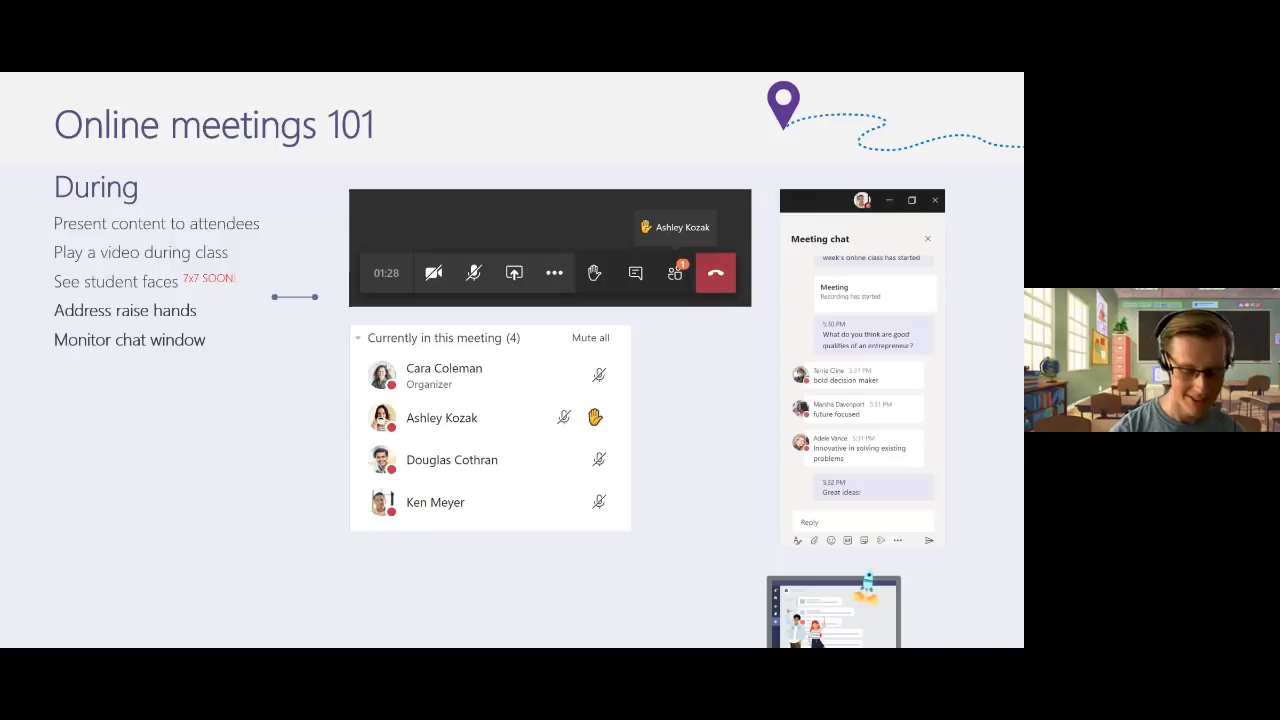 Online meetings 101
During
Present content to attendees
Play a video during class
See student faces 7x7 SOON!
Address raise hands
Monitor chat window
Ashley Kozak
01:28
1
Currently in this meeting (4)
Mute all
Cara Coleman
Organizer
Ashley Kozak
Douglas Cothran
Ken Meyer
Meeting chat
week's online class has started
Meeting
Recording has started
5:30 PM
What do you think are good
qualities of an entrepreneur?
Terrie Cline 5:31 PM
bold decision maker
Marsha Davenport 5:31 PM
future focused
Adele Vance 5:31 PM
Innovative in solving existing
problems
5:32 PM
Great ideas!
Reply